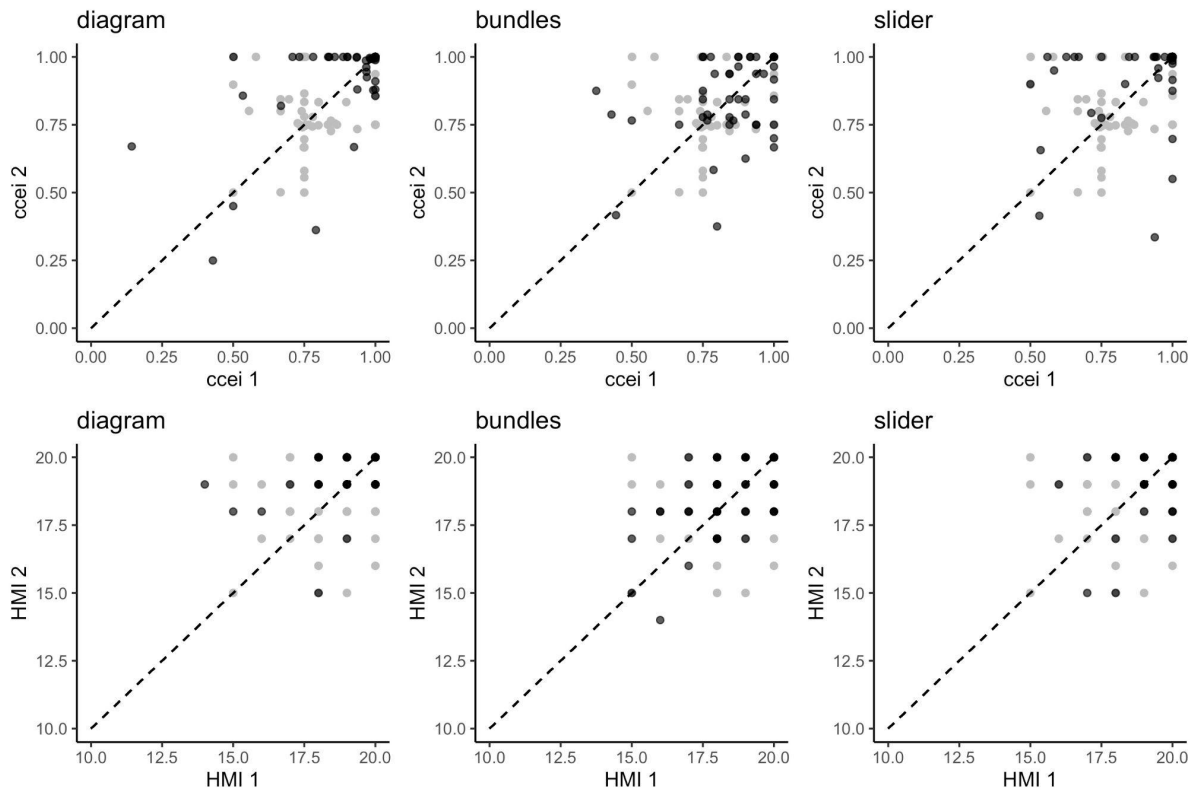 diagram
bundles
slider
1.00
0.75
0.50
0.25
0.00
ccei 2
0.00 0.25 0.50 0.75 1.00
ccei 1
1.00
0.75
0.50
0.25
0.00
ccei 2
0.00 0.25 0.50 0.75 1.00
ccei 1
1.00
0.75
0.50
0.25
0.00
ccei 2
0.00 0.25 0.50 0.75 1.00
ccei 1
diagram
bundles
slider
20.0
17.5
15.0
12.5
10.0
HMI 2
10.0 12.5 15.0 17.5 20.0
HMI 1
20.0
17.5
15.0
12.5
10.0
HMI 2
10.0 12.5 15.0 17.5 20.0
HMI 1
20.0
17.5
15.0
12.5
10.0
HMI 2
10.0 12.5 15.0 17.5 20.0
HMI 1